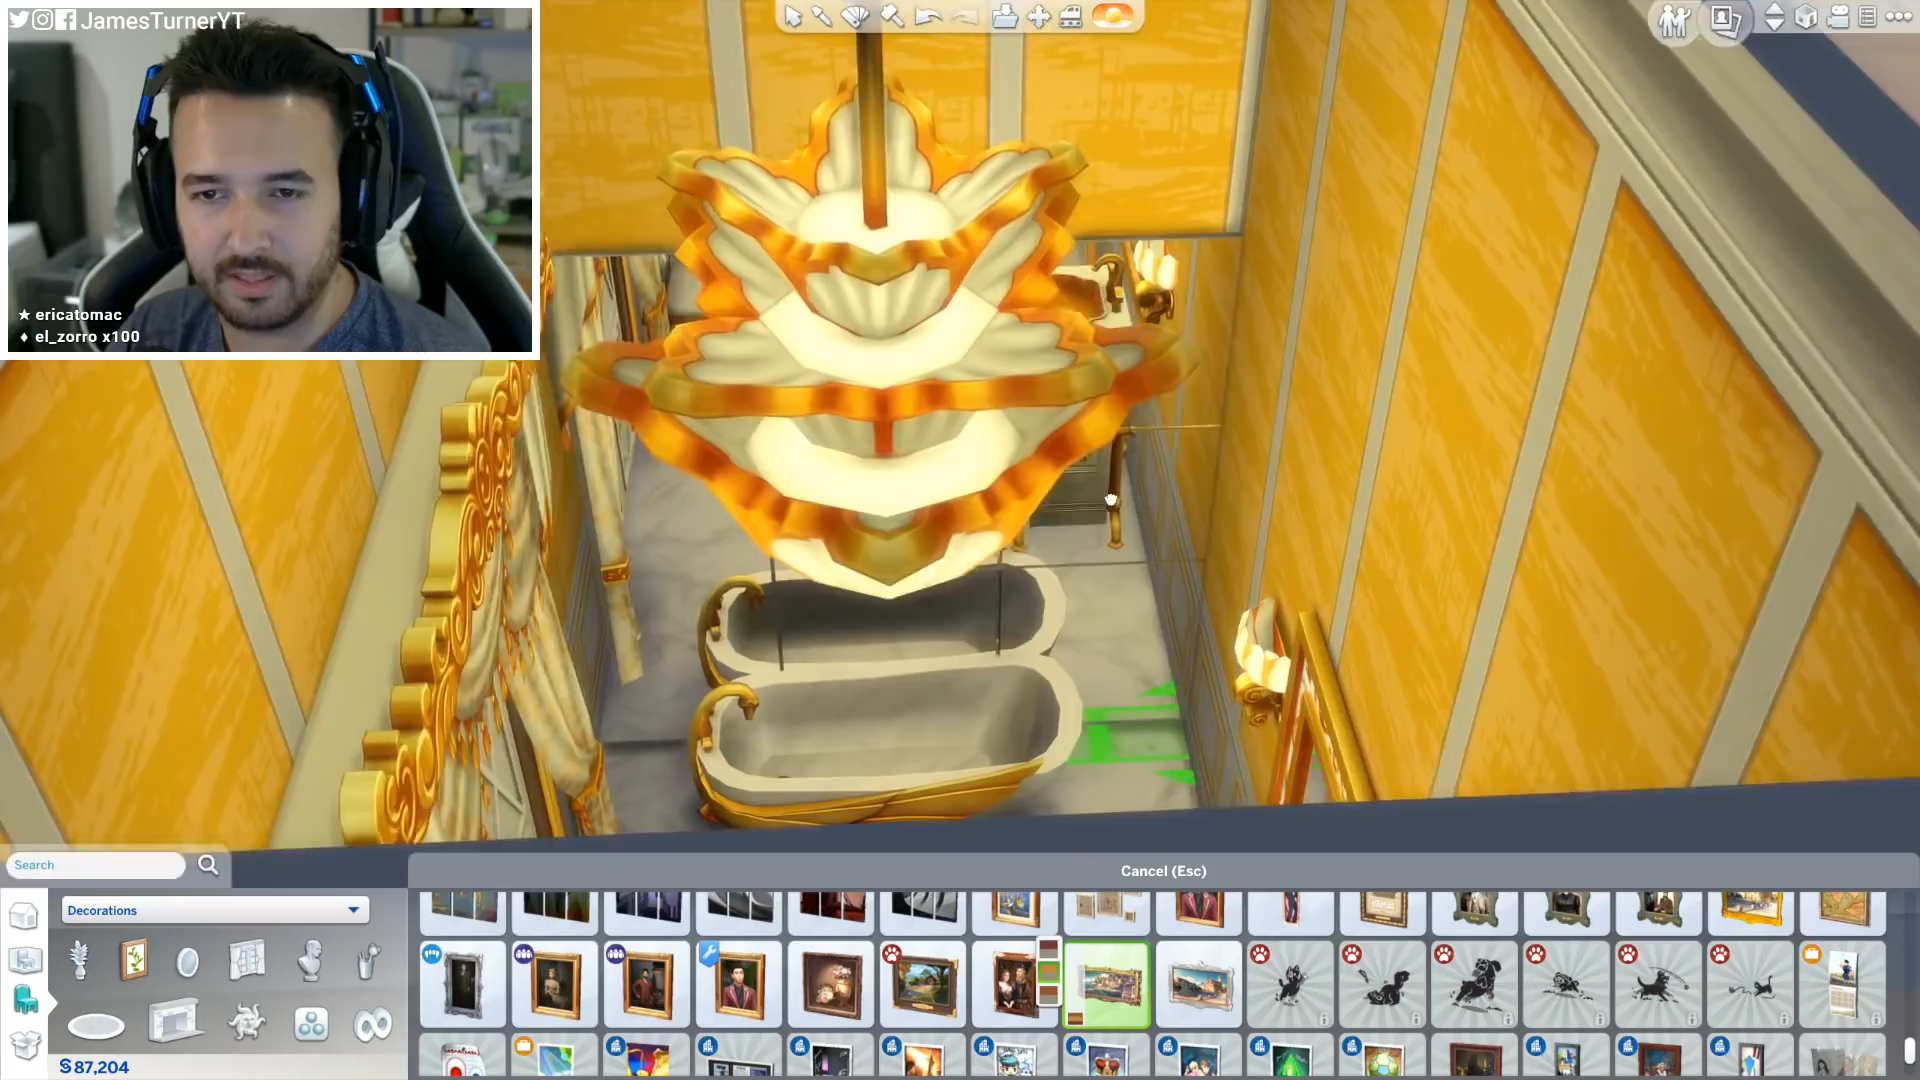 JamesTurnerYT
★ ericatomac
♦ el_zorro x100
Search
Cancel (Esc)
Decorations
§87,204